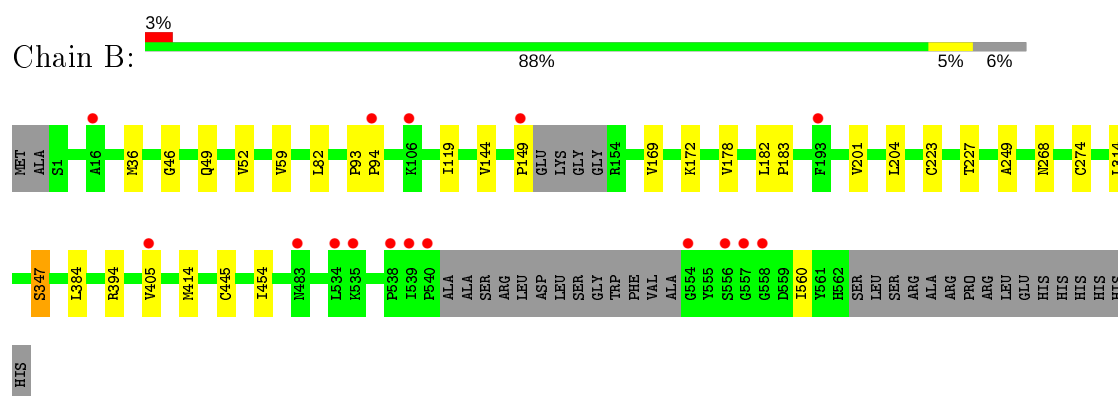 3%
Chain B:
88% 5% 6%
MET ALA S1 A16 M36 G46 Q49 V52 V59 L82 P93 P94 K106 I119 V144 P149 GLU LYS GLY GLY R154 V169 K172 V178 L182 P183 F193 V201 L204 C223 T227 A249 N268 C274 L314
S347 L384 R394 V405 M414 C445 I454 N483 L534 K535 P538 I539 P540 ALA ALA SER ARG LEU ASP LEU SER GLY TRP PHE VAL ALA G554 Y555 S556 G557 G558 D559 I560 Y561 H562 SER LEU SER ARG ALA ARG PRO ARG LEU GLU HIS HIS HIS HIS HIS
HIS